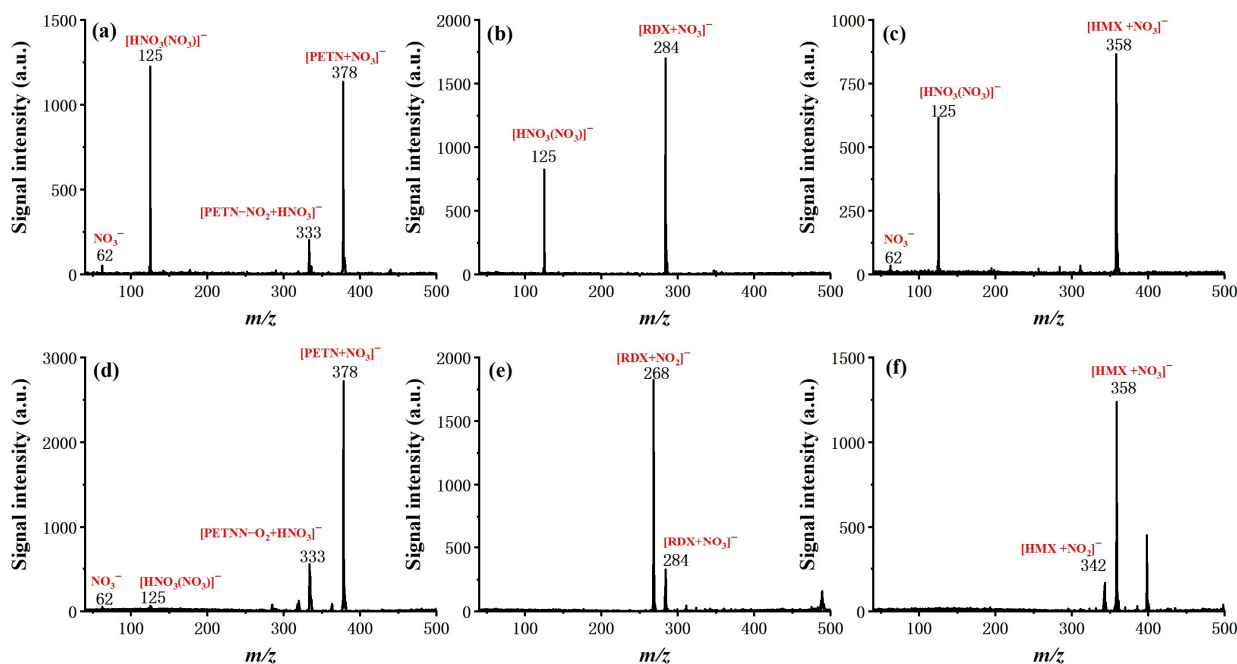 (a)
[HNO₃(NO₃)]⁻
125
[PETN+NO₃]⁻
378
[PETN−NO₂+HNO₃]⁻
333
NO₃⁻
62
1500
1000
500
0
100 200 300 400 500
Signal intensity (a.u.)
m/z
(b)
[RDX+NO₃]⁻
284
[HNO₃(NO₃)]⁻
125
2000
1500
1000
500
0
100 200 300 400 500
Signal intensity (a.u.)
m/z
(c)
[HMX +NO₃]⁻
358
[HNO₃(NO₃)]⁻
125
NO₃⁻
62
1000
750
500
250
0
100 200 300 400 500
Signal intensity (a.u.)
m/z
(d)
[PETN+NO₃]⁻
378
[PETNN−O₂+HNO₃]⁻
333
NO₃⁻
62
[HNO₃(NO₃)]⁻
125
3000
2000
1000
0
100 200 300 400 500
Signal intensity (a.u.)
m/z
(e)
[RDX+NO₂]⁻
268
[RDX+NO₃]⁻
284
2000
1500
1000
500
0
100 200 300 400 500
Signal intensity (a.u.)
m/z
(f)
[HMX +NO₃]⁻
358
[HMX +NO₂]⁻
342
1500
1000
500
0
100 200 300 400 500
Signal intensity (a.u.)
m/z